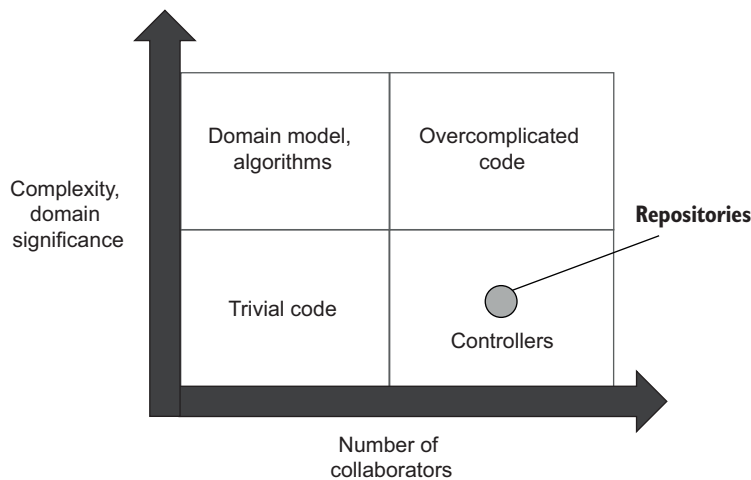 Domain model,
algorithms
Overcomplicated
code
Complexity,
domain
significance
Repositories
Trivial code
Controllers
Number of
collaborators